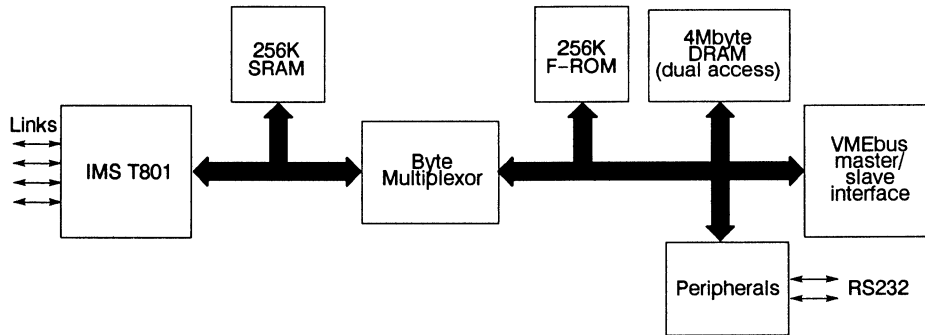 256K
SRAM
256K
F-ROM
4Mbyte
DRAM
(dual access)
Links
IMS T801
Byte
Multiplexor
VMEbus
master/
slave
interface
Peripherals
RS232